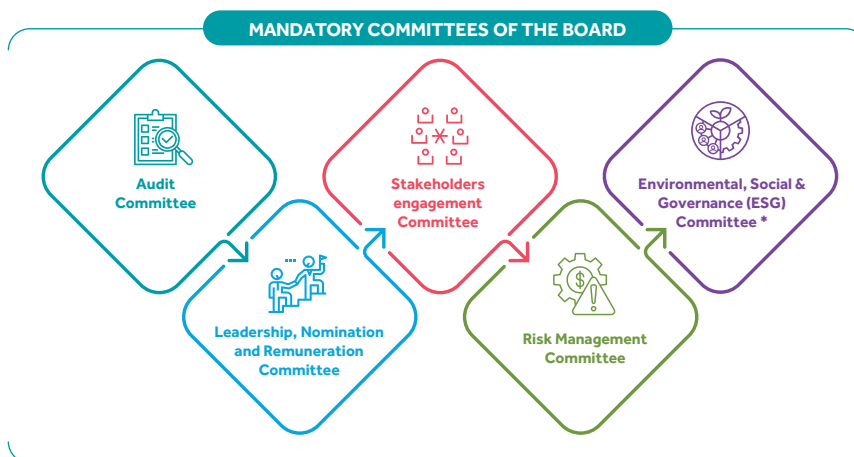 MANDATORY COMMITTEES OF THE BOARD
Audit
Committee
Leadership, Nomination
and Remuneration
Committee
Stakeholders
engagement
Committee
$
Risk Management
Committee
Environmental, Social &
Governance (ESG)
Committee *